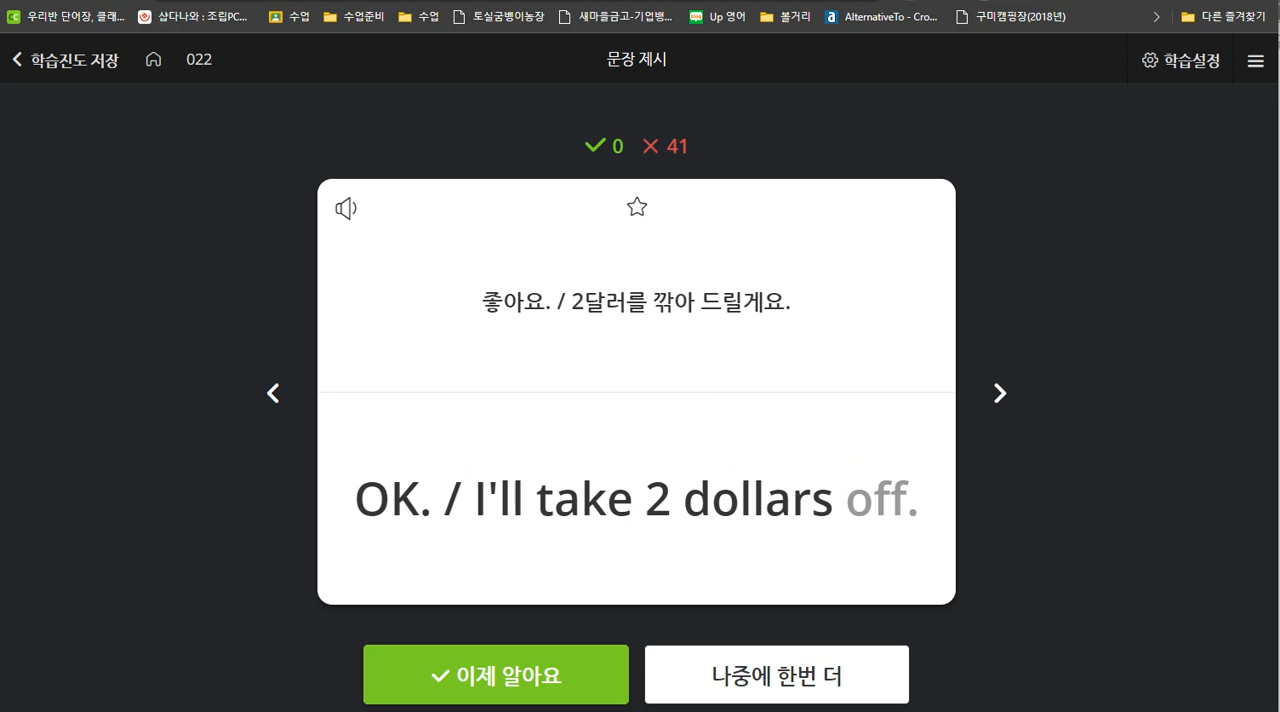 우리반 단어장, 클래... 샵다나와 : 조립PC... 수업 수업준비 수업 토실굼벵이농장 새마을금고-기업뱅... Up 영어 볼거리 AlternativeTo - Cro... 구미캠핑장(2018년) 다른 즐겨찾기
학습진도 저장 022 문장 제시 학습설정
0 41
좋아요. / 2달러를 깎아 드릴게요.
OK. / I'll take 2 dollars off.
이제 알아요 나중에 한번 더